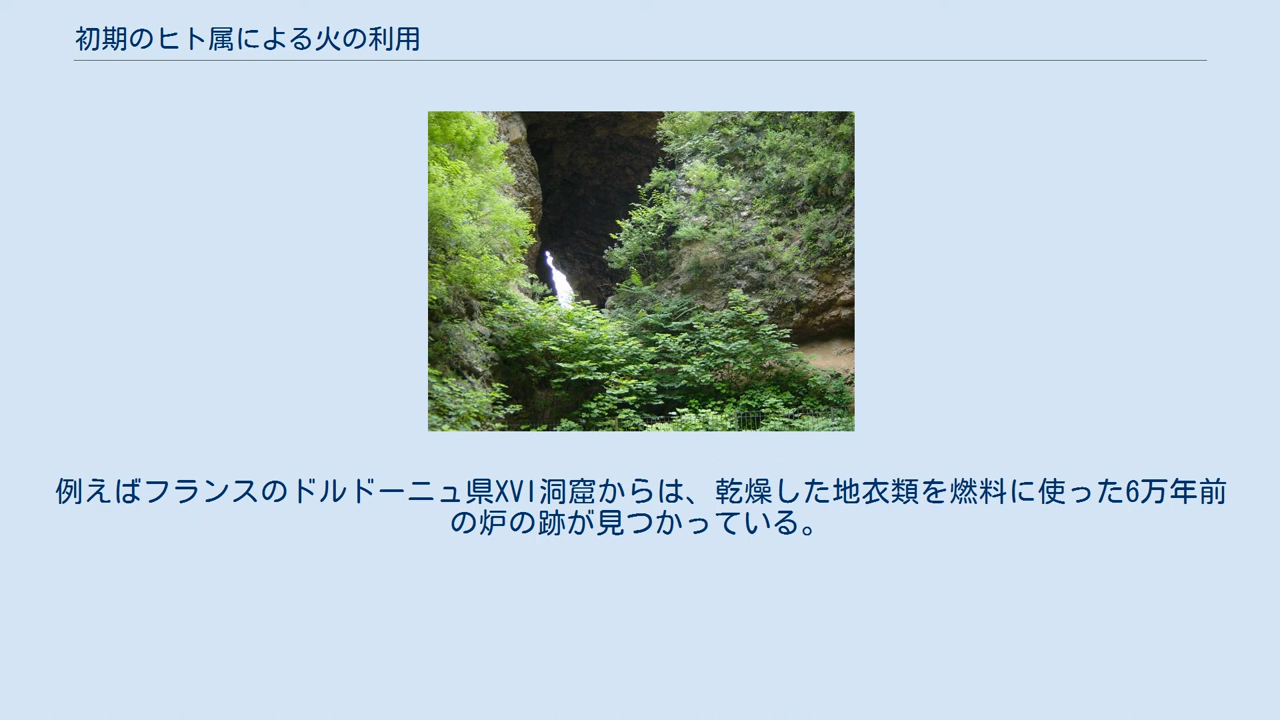 初期のヒト属による火の利用
例えばフランスのドルドーニュ県XVI洞窟からは、乾燥した地衣類を燃料に使った6万年前
の炉の跡が見つかっている。